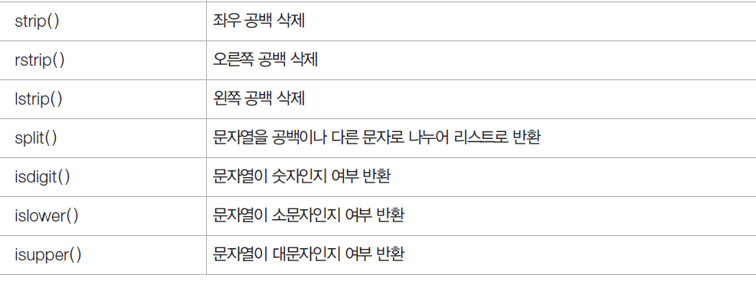 strip() 좌우 공백 삭제
rstrip() 오른쪽 공백 삭제
lstrip() 왼쪽 공백 삭제
split() 문자열을 공백이나 다른 문자로 나누어 리스트로 반환
isdigit() 문자열이 숫자인지 여부 반환
islower() 문자열이 소문자인지 여부 반환
isupper() 문자열이 대문자인지 여부 반환